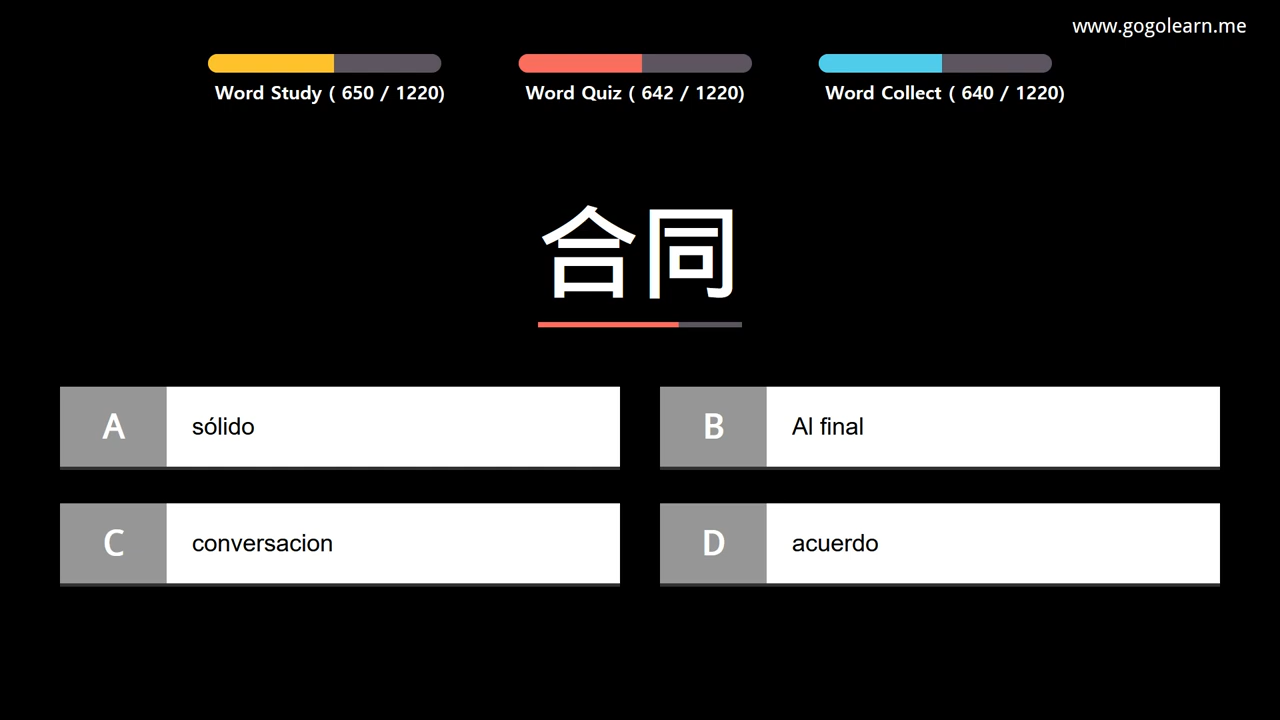 www.gogolearn.me
Word Study ( 650 / 1220)
Word Quiz ( 642 / 1220)
Word Collect ( 640 / 1220)
合同
A sólido
B Al final
C conversacion
D acuerdo